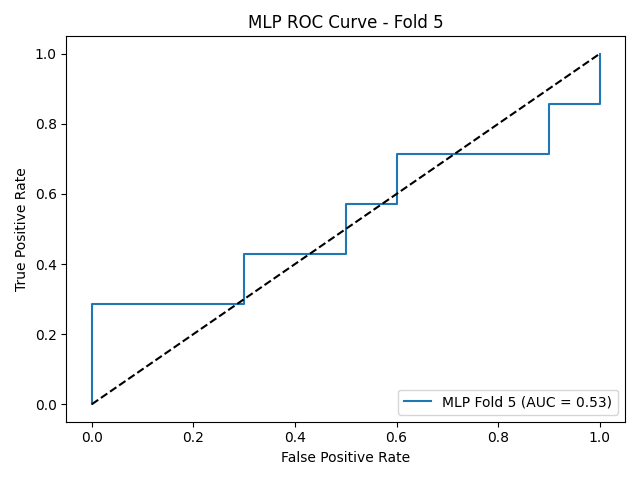 MLP ROC Curve - Fold 5
True Positive Rate
1.0
0.8
0.6
0.4
0.2
0.0
MLP Fold 5 (AUC = 0.53)
0.0 0.2 0.4 0.6 0.8 1.0
False Positive Rate